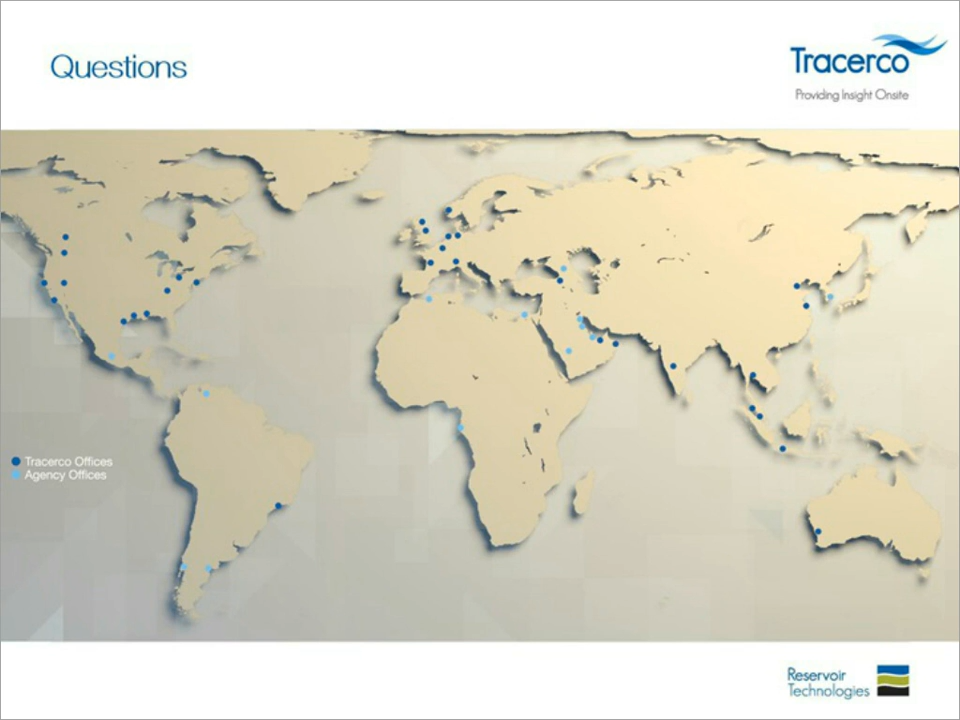 Questions
Tracerco
Providing Insight Onsite
Tracerco Offices
Agency Offices
Reservoir
Technologies